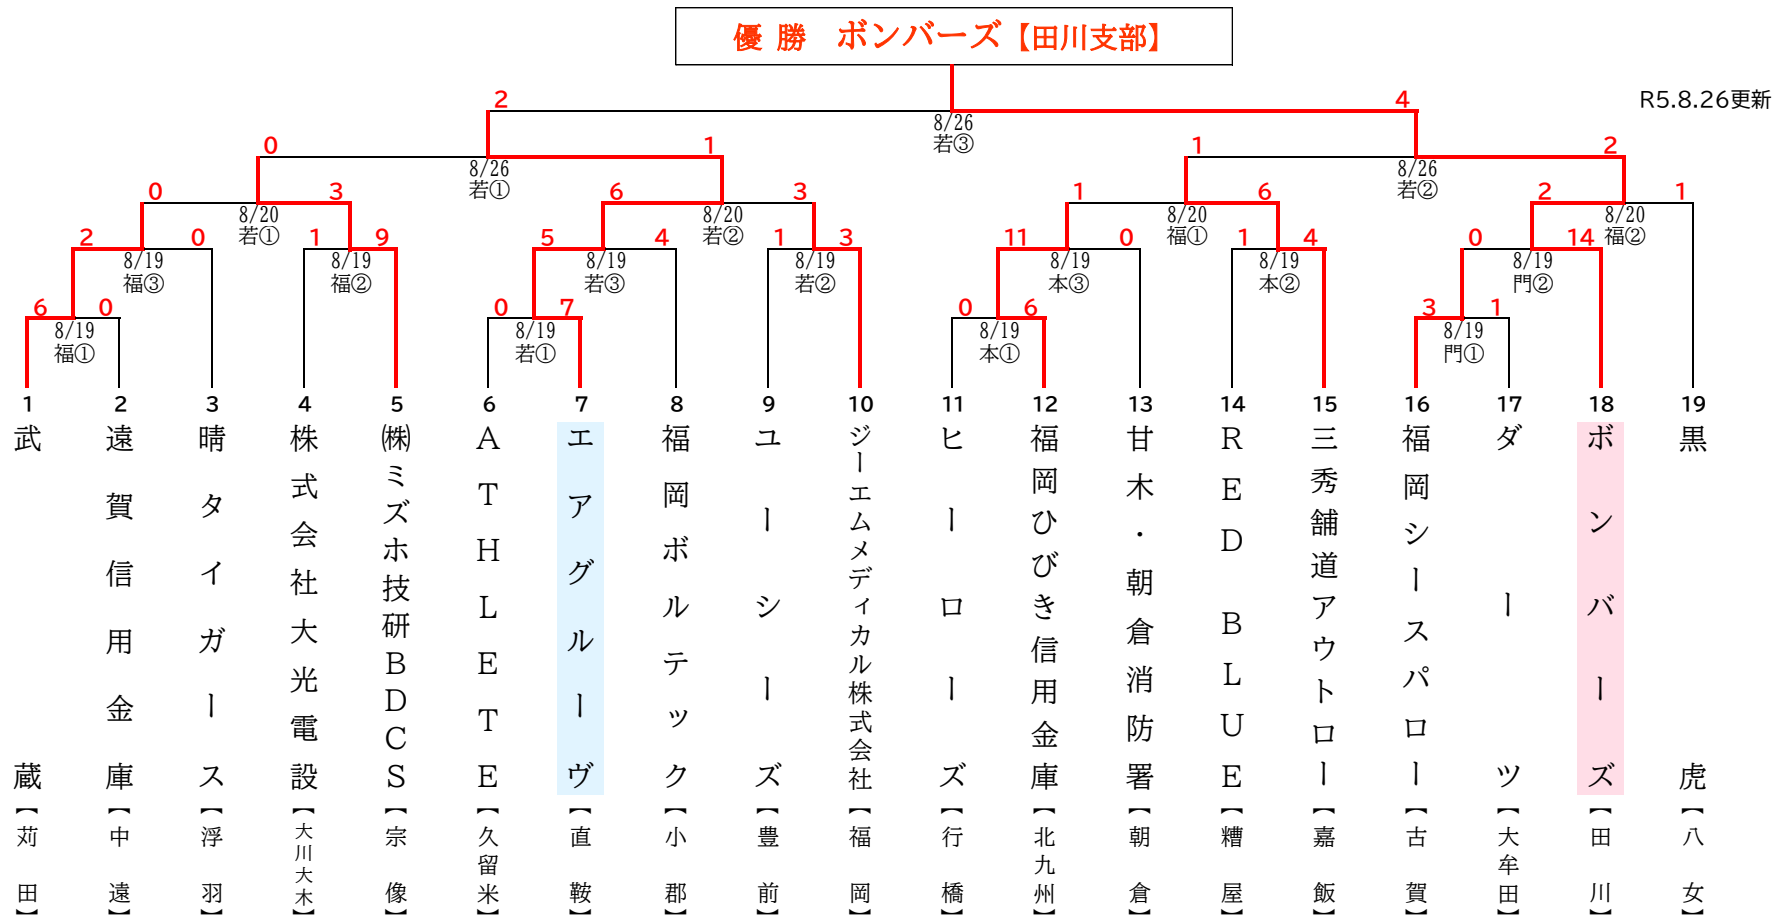 優 勝 ボンバーズ【田川支部】
R5.8.26更新
2 4
8/26
若③
0 1 1 2
8/26
若①
8/26
若②
0 3 6 3 1 6 2 1
8/20
若①
8/20
若②
8/20
福①
8/20
福②
2 0 1 9 5 4 1 3 11 0 1 4 0 14
8/19
福③
8/19
福②
8/19
若③
8/19
若②
8/19
本③
8/19
本②
8/19
門②
6 0 0 7 0 6 3 1
8/19
福①
8/19
若①
8/19
本①
8/19
門①
1 2 3 4 5 6 7 8 9 10 11 12 13 14 15 16 17 18 19
武蔵【苅田】
遠賀信用金庫【中遠】
晴タイガース【浮羽】
株式会社大光電設【大川大木】
㈱ミズホ技研BDCS【宗像】
ATHLETE【久留米】
エアグルーヴ【直鞍】
福岡ボルテック【小郡】
ユーシーズ【豊前】
ジーエムメディカル株式会社【福岡】
ヒーローズ【行橋】
福岡ひびき信用金庫【北九州】
甘木・朝倉消防署【朝倉】
RED BLUE【糟屋】
三秀舗道アウトロー【嘉飯】
福岡シースパロー【古賀】
ダーツ【大牟田】
ボンバーズ【田川】
黒虎【八女】